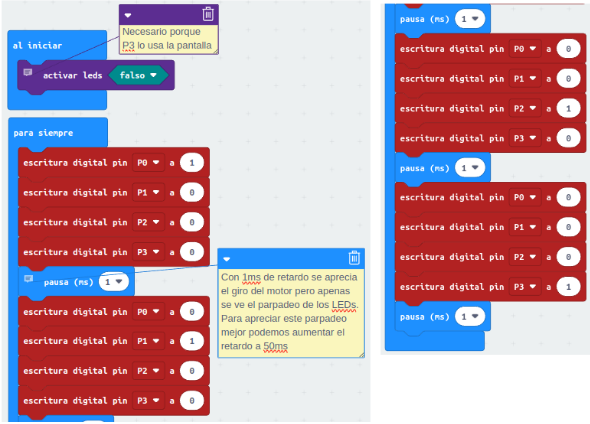 al iniciar
Necesario porque
P3 lo usa la pantalla
activar leds falso
para siempre
escritura digital pin P0 a 1
escritura digital pin P1 a 0
escritura digital pin P2 a 0
escritura digital pin P3 a 0
pausa (ms) 1
Con 1ms de retardo se aprecia
el giro del motor pero apenas
se ve el parpadeo de los LEDs.
Para apreciar este parpadeo
mejor podemos aumentar el
retardo a 50ms
escritura digital pin P0 a 0
escritura digital pin P1 a 1
escritura digital pin P2 a 0
escritura digital pin P3 a 0
pausa (ms) 1
escritura digital pin P0 a 0
escritura digital pin P1 a 0
escritura digital pin P2 a 1
escritura digital pin P3 a 0
pausa (ms) 1
escritura digital pin P0 a 0
escritura digital pin P1 a 0
escritura digital pin P2 a 0
escritura digital pin P3 a 1
pausa (ms) 1